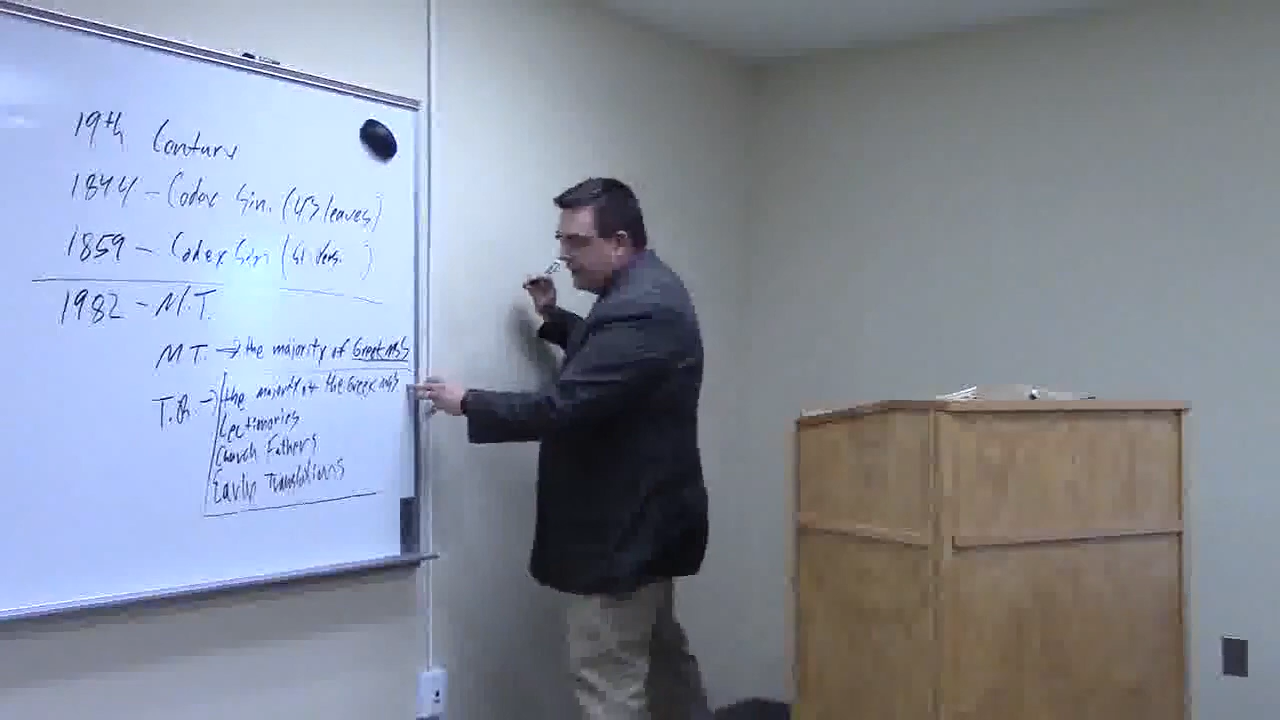 19th Century
1844 - Codex Sin. (43 leaves)
1859 - Codex Sin (
1982 - M.T.
M.T. → the majority of Greek MSS
T.R. → the majority of the Greek MSS
Lectionaries
Church Fathers
Early Translations